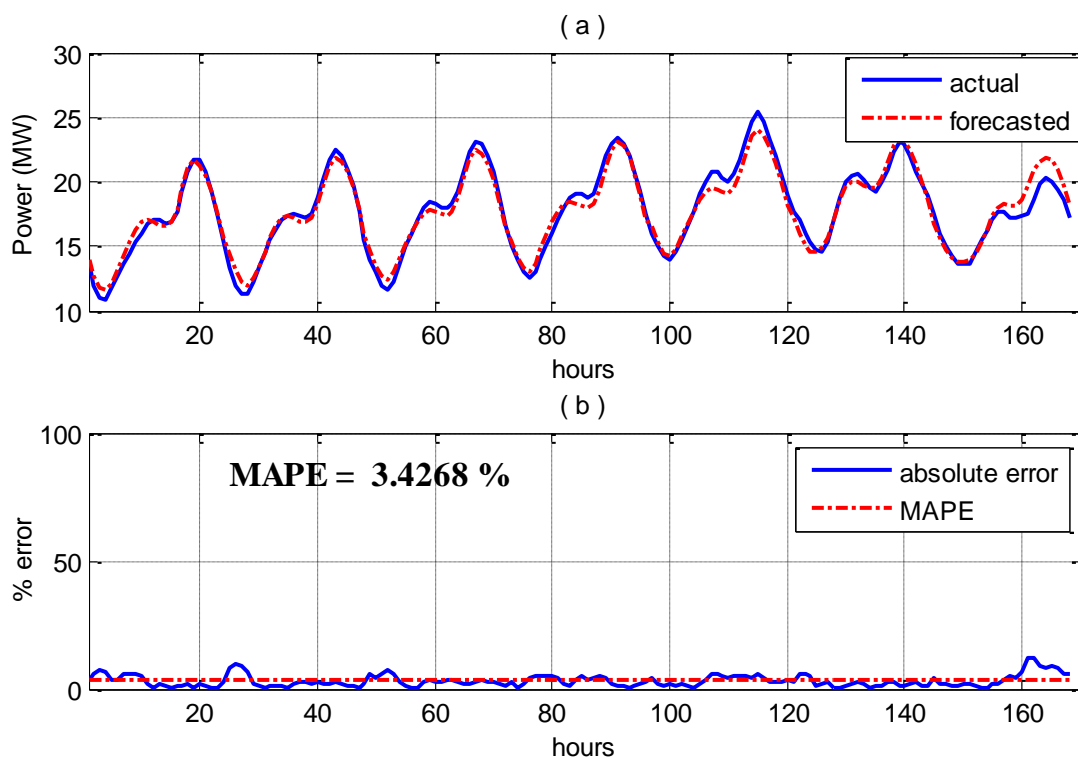 ( a )
30
25
20
15
10
Power (MW)
actual
forecasted
20 40 60 80 100 120 140 160
hours
( b )
100
50
0
% error
MAPE = 3.4268 %
absolute error
MAPE
20 40 60 80 100 120 140 160
hours